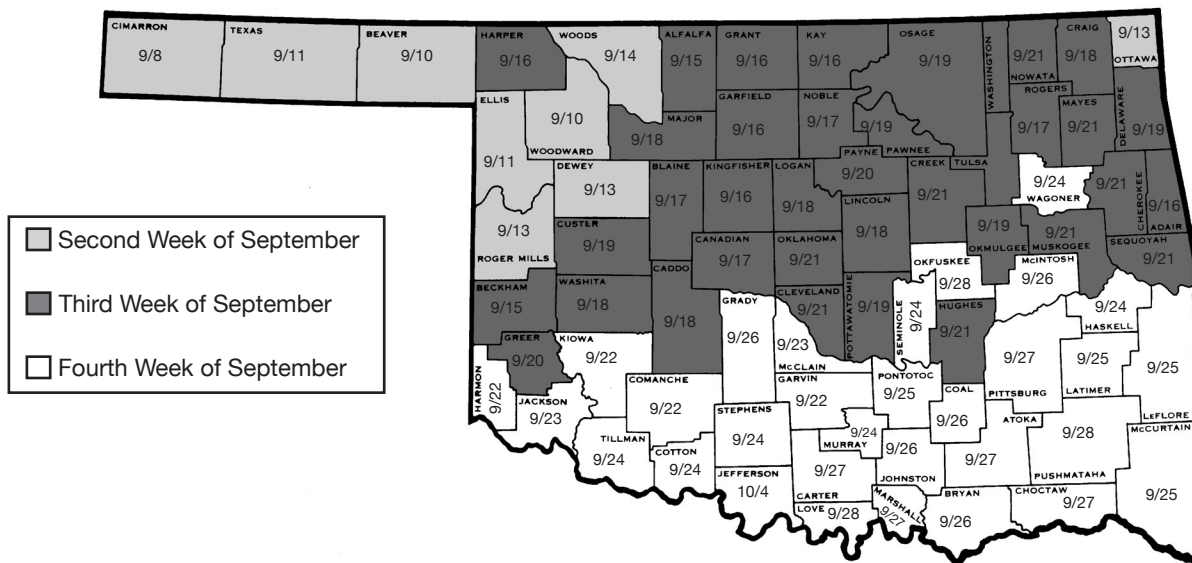 CIMARRON
9/8
TEXAS
9/11
BEAVER
9/10
HARPER
9/16
WOODS
9/14
ALFALFA
9/15
GRANT
9/16
KAY
9/16
OSAGE
9/19
WASHINGTON
9/21
NOWATA
CRAIG
9/18
9/13
OTTAWA
ELLIS
9/11
9/10
WOODWARD
MAJOR
9/18
GARFIELD
9/16
NOBLE
9/17
9/19
PAWNEE
ROGERS
9/17
MAYES
9/21
DELAWARE
9/19
DEWEY
9/13
BLAINE
9/17
KINGFISHER
9/16
LOGAN
9/18
PAYNE
9/20
CREEK
9/21
TULSA
9/24
WAGONER
9/21
CHEROKEE
9/16
ADAIR
9/13
ROGER MILLS
CUSTER
9/19
CANADIAN
9/17
OKLAHOMA
9/21
LINCOLN
9/18
9/19
OKMULGEE
9/21
MUSKOGEE
SEQUOYAH
9/21
Second Week of September
Third Week of September
Fourth Week of September
BECKHAM
9/15
WASHITA
9/18
CADDO
9/18
GRADY
9/26
CLEVELAND
9/21
POTTAWATOMIE
9/19
SEMINOLE
9/24
OKFUSKEE
9/28
HUGHES
9/21
McINTOSH
9/26
9/24
HASKELL
GREER
9/20
KIOWA
9/22
9/23
McCLAIN
9/27
PITTSBURG
9/25
LATIMER
9/25
LeFLORE
HARMON
9/22
JACKSON
9/23
COMANCHE
9/22
GARVIN
9/22
PONTOTOC
9/25
COAL
9/26
TILLMAN
9/24
COTTON
9/24
STEPHENS
9/24
9/24
MURRAY
9/26
JOHNSTON
ATOKA
9/27
9/28
PUSHMATAHA
McCURTAIN
9/25
JEFFERSON
10/4
9/27
CARTER
LOVE
9/28
MARSHALL
9/27
BRYAN
9/26
CHOCTAW
9/27